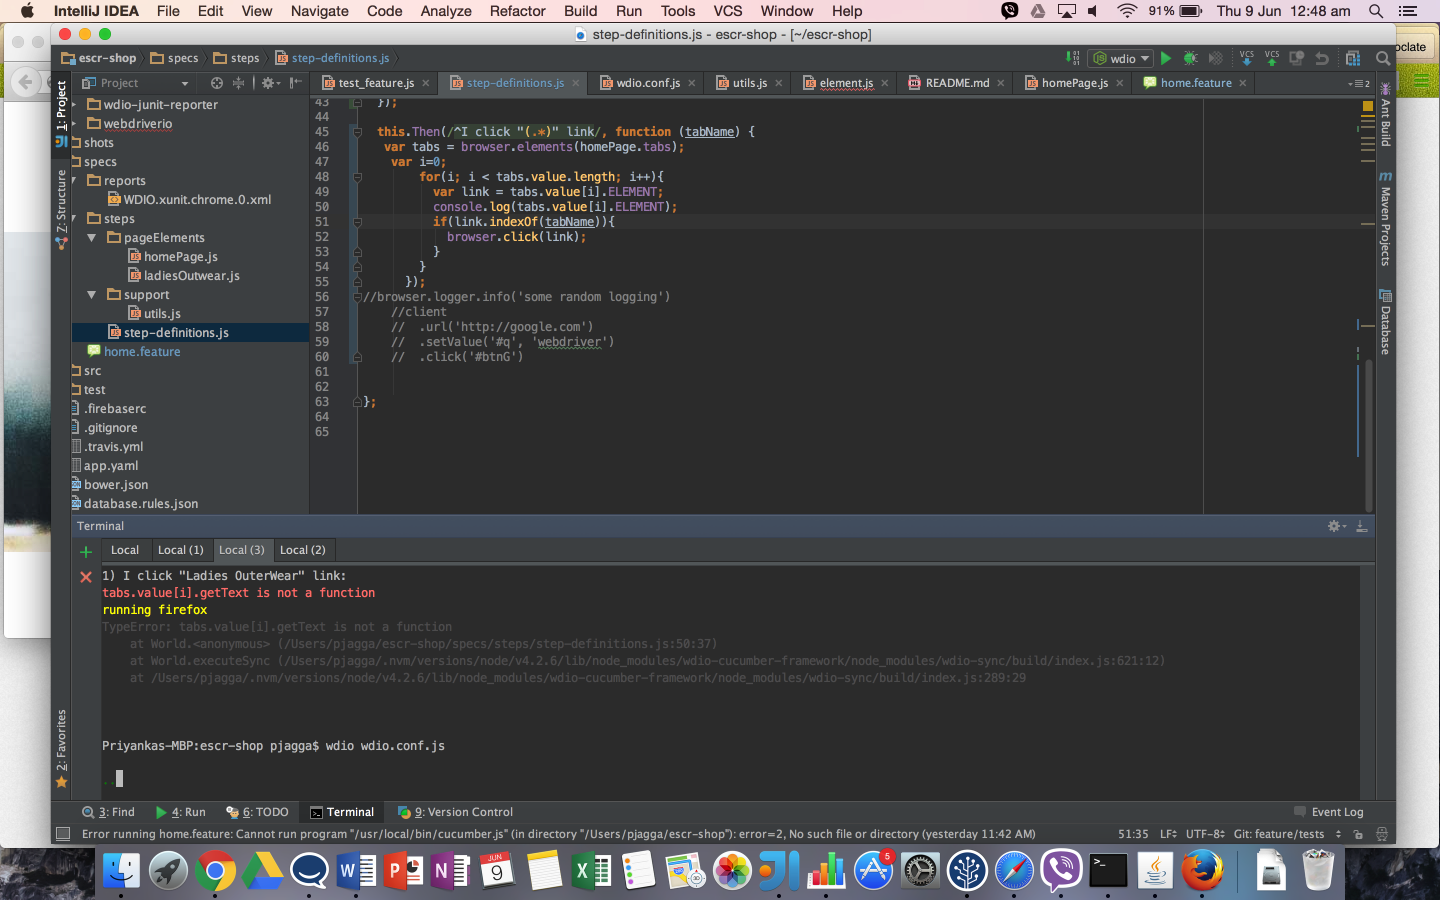 IntelliJ IDEA File Edit View Navigate Code Analyze Refactor Build Run Tools VCS Window Help 91% Thu 9 Jun 12:48 am
step-definitions.js - escr-shop - [~/escr-shop]
ociate
escr-shop specs steps step-definitions.js wdio VCS VCS
Project test_feature.js step-definitions.js wdio.conf.js utils.js element.js README.md homePage.js home.feature
1: Project
Z: Structure
2: Favorites
Ant Build
Maven Projects
Database
wdio-junit-reporter
webdriverio
shots
specs
reports
WDIO.xunit.chrome.0.xml
steps
pageElements
homePage.js
ladiesOutwear.js
support
utils.js
step-definitions.js
home.feature
src
test
.firebaserc
.gitignore
.travis.yml
app.yaml
bower.json
database.rules.json
43 });
44
45 this.Then(/^I click "(.*)" link/, function (tabName) {
46 var tabs = browser.elements(homePage.tabs);
47 var i=0;
48 for(i; i < tabs.value.length; i++){
49 var link = tabs.value[i].ELEMENT;
50 console.log(tabs.value[i].ELEMENT);
51 if(link.indexOf(tabName)){
52 browser.click(link);
53 }
54 }
55 });
56 //browser.logger.info('some random logging')
57 //client
58 // .url('http://google.com')
59 // .setValue('#q', 'webdriver')
60 // .click('#btnG')
61
62
63 };
64
65
Terminal
Local Local (1) Local (3) Local (2)
1) I click "Ladies OuterWear" link:
tabs.value[i].getText is not a function
running firefox
TypeError: tabs.value[i].getText is not a function
at World.<anonymous> (/Users/pjagga/escr-shop/specs/steps/step-definitions.js:50:37)
at World.executeSync (/Users/pjagga/.nvm/versions/node/v4.2.6/lib/node_modules/wdio-cucumber-framework/node_modules/wdio-sync/build/index.js:621:12)
at /Users/pjagga/.nvm/versions/node/v4.2.6/lib/node_modules/wdio-cucumber-framework/node_modules/wdio-sync/build/index.js:289:29
Priyankas-MBP:escr-shop pjagga$ wdio wdio.conf.js
..
3: Find 4: Run 6: TODO Terminal 9: Version Control Event Log
Error running home.feature: Cannot run program "/usr/local/bin/cucumber.js" (in directory "/Users/pjagga/escr-shop"): error=2, No such file or directory (yesterday 11:42 AM) 51:35 LF UTF-8 Git: feature/tests
JUN
9
5